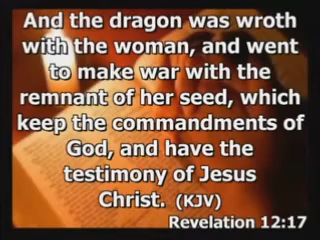 And the dragon was wroth
with the woman, and went
to make war with the
remnant of her seed, which
keep the commandments of
God, and have the
testimony of Jesus
Christ. (KJV)
Revelation 12:17